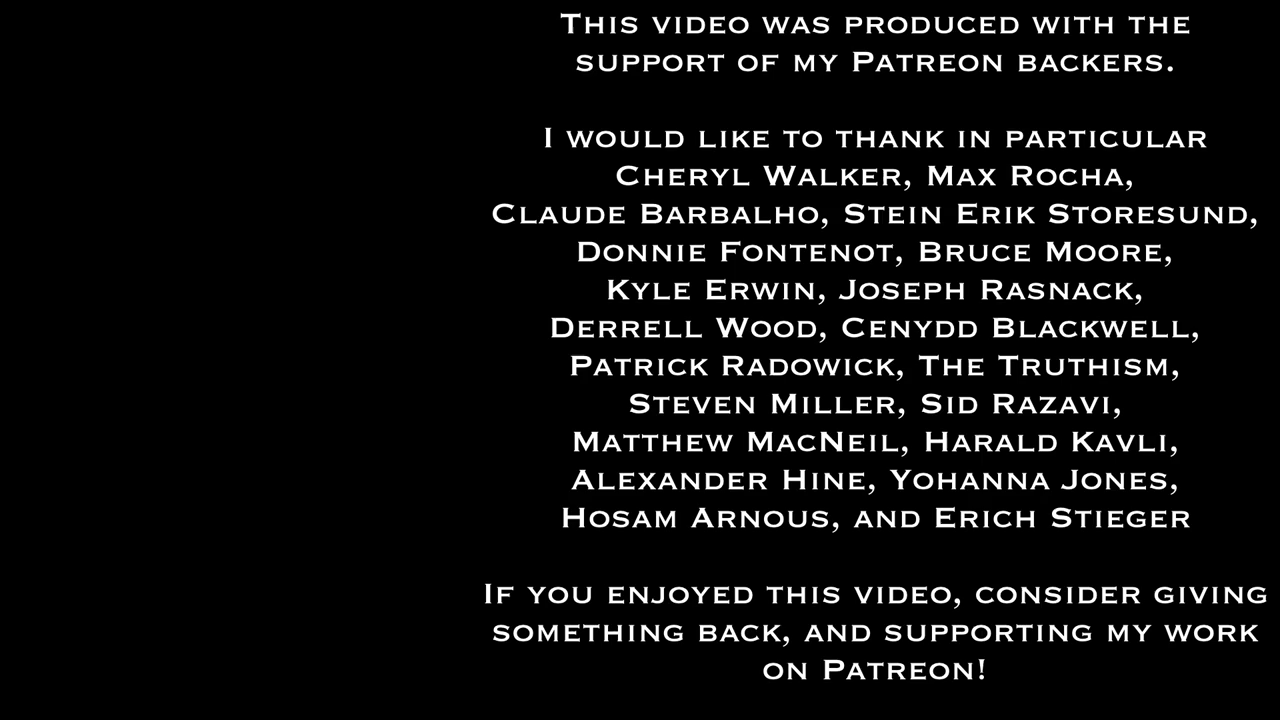 This video was produced with the
support of my Patreon backers.
I would like to thank in particular
Cheryl Walker, Max Rocha,
Claude Barbalho, Stein Erik Storesund,
Donnie Fontenot, Bruce Moore,
Kyle Erwin, Joseph Rasnack,
Derrell Wood, Cenydd Blackwell,
Patrick Radowick, The Truthism,
Steven Miller, Sid Razavi,
Matthew MacNeil, Harald Kavli,
Alexander Hine, Yohanna Jones,
Hosam Arnous, and Erich Stieger
If you enjoyed this video, consider giving
something back, and supporting my work
on Patreon!